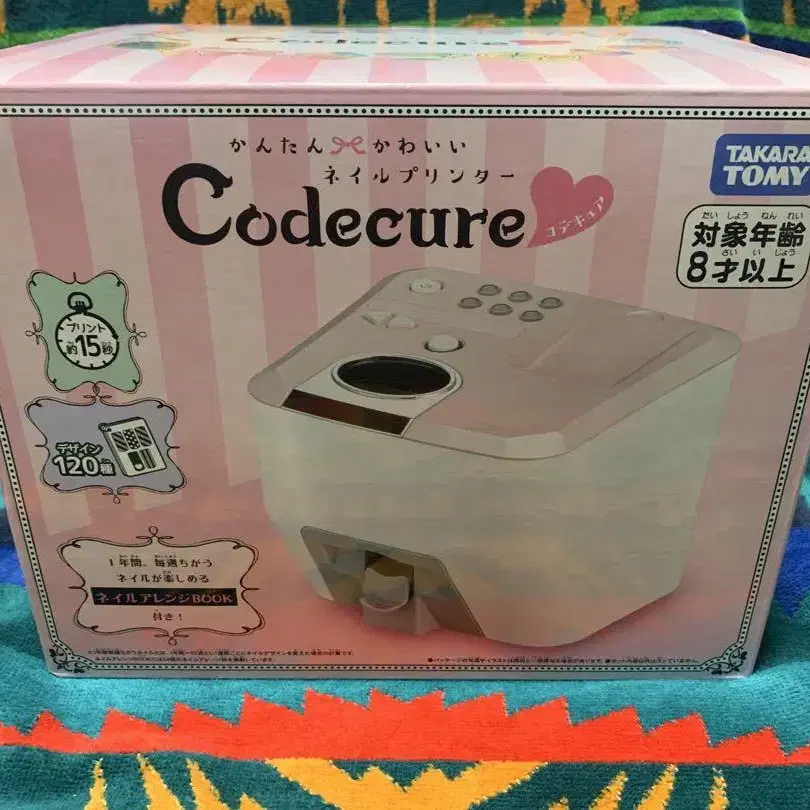 Codecure
かんたん かわいい
ネイルプリンター
Codecure
コデキュア
TAKARA
TOMY
たいしょうねんれい
対象年齢
さいいじょう
8才以上
プリント
約15秒
デザイン
120種
1年間、毎週ちがう
ネイルが楽しめる
ネイルアレンジBOOK
付き!